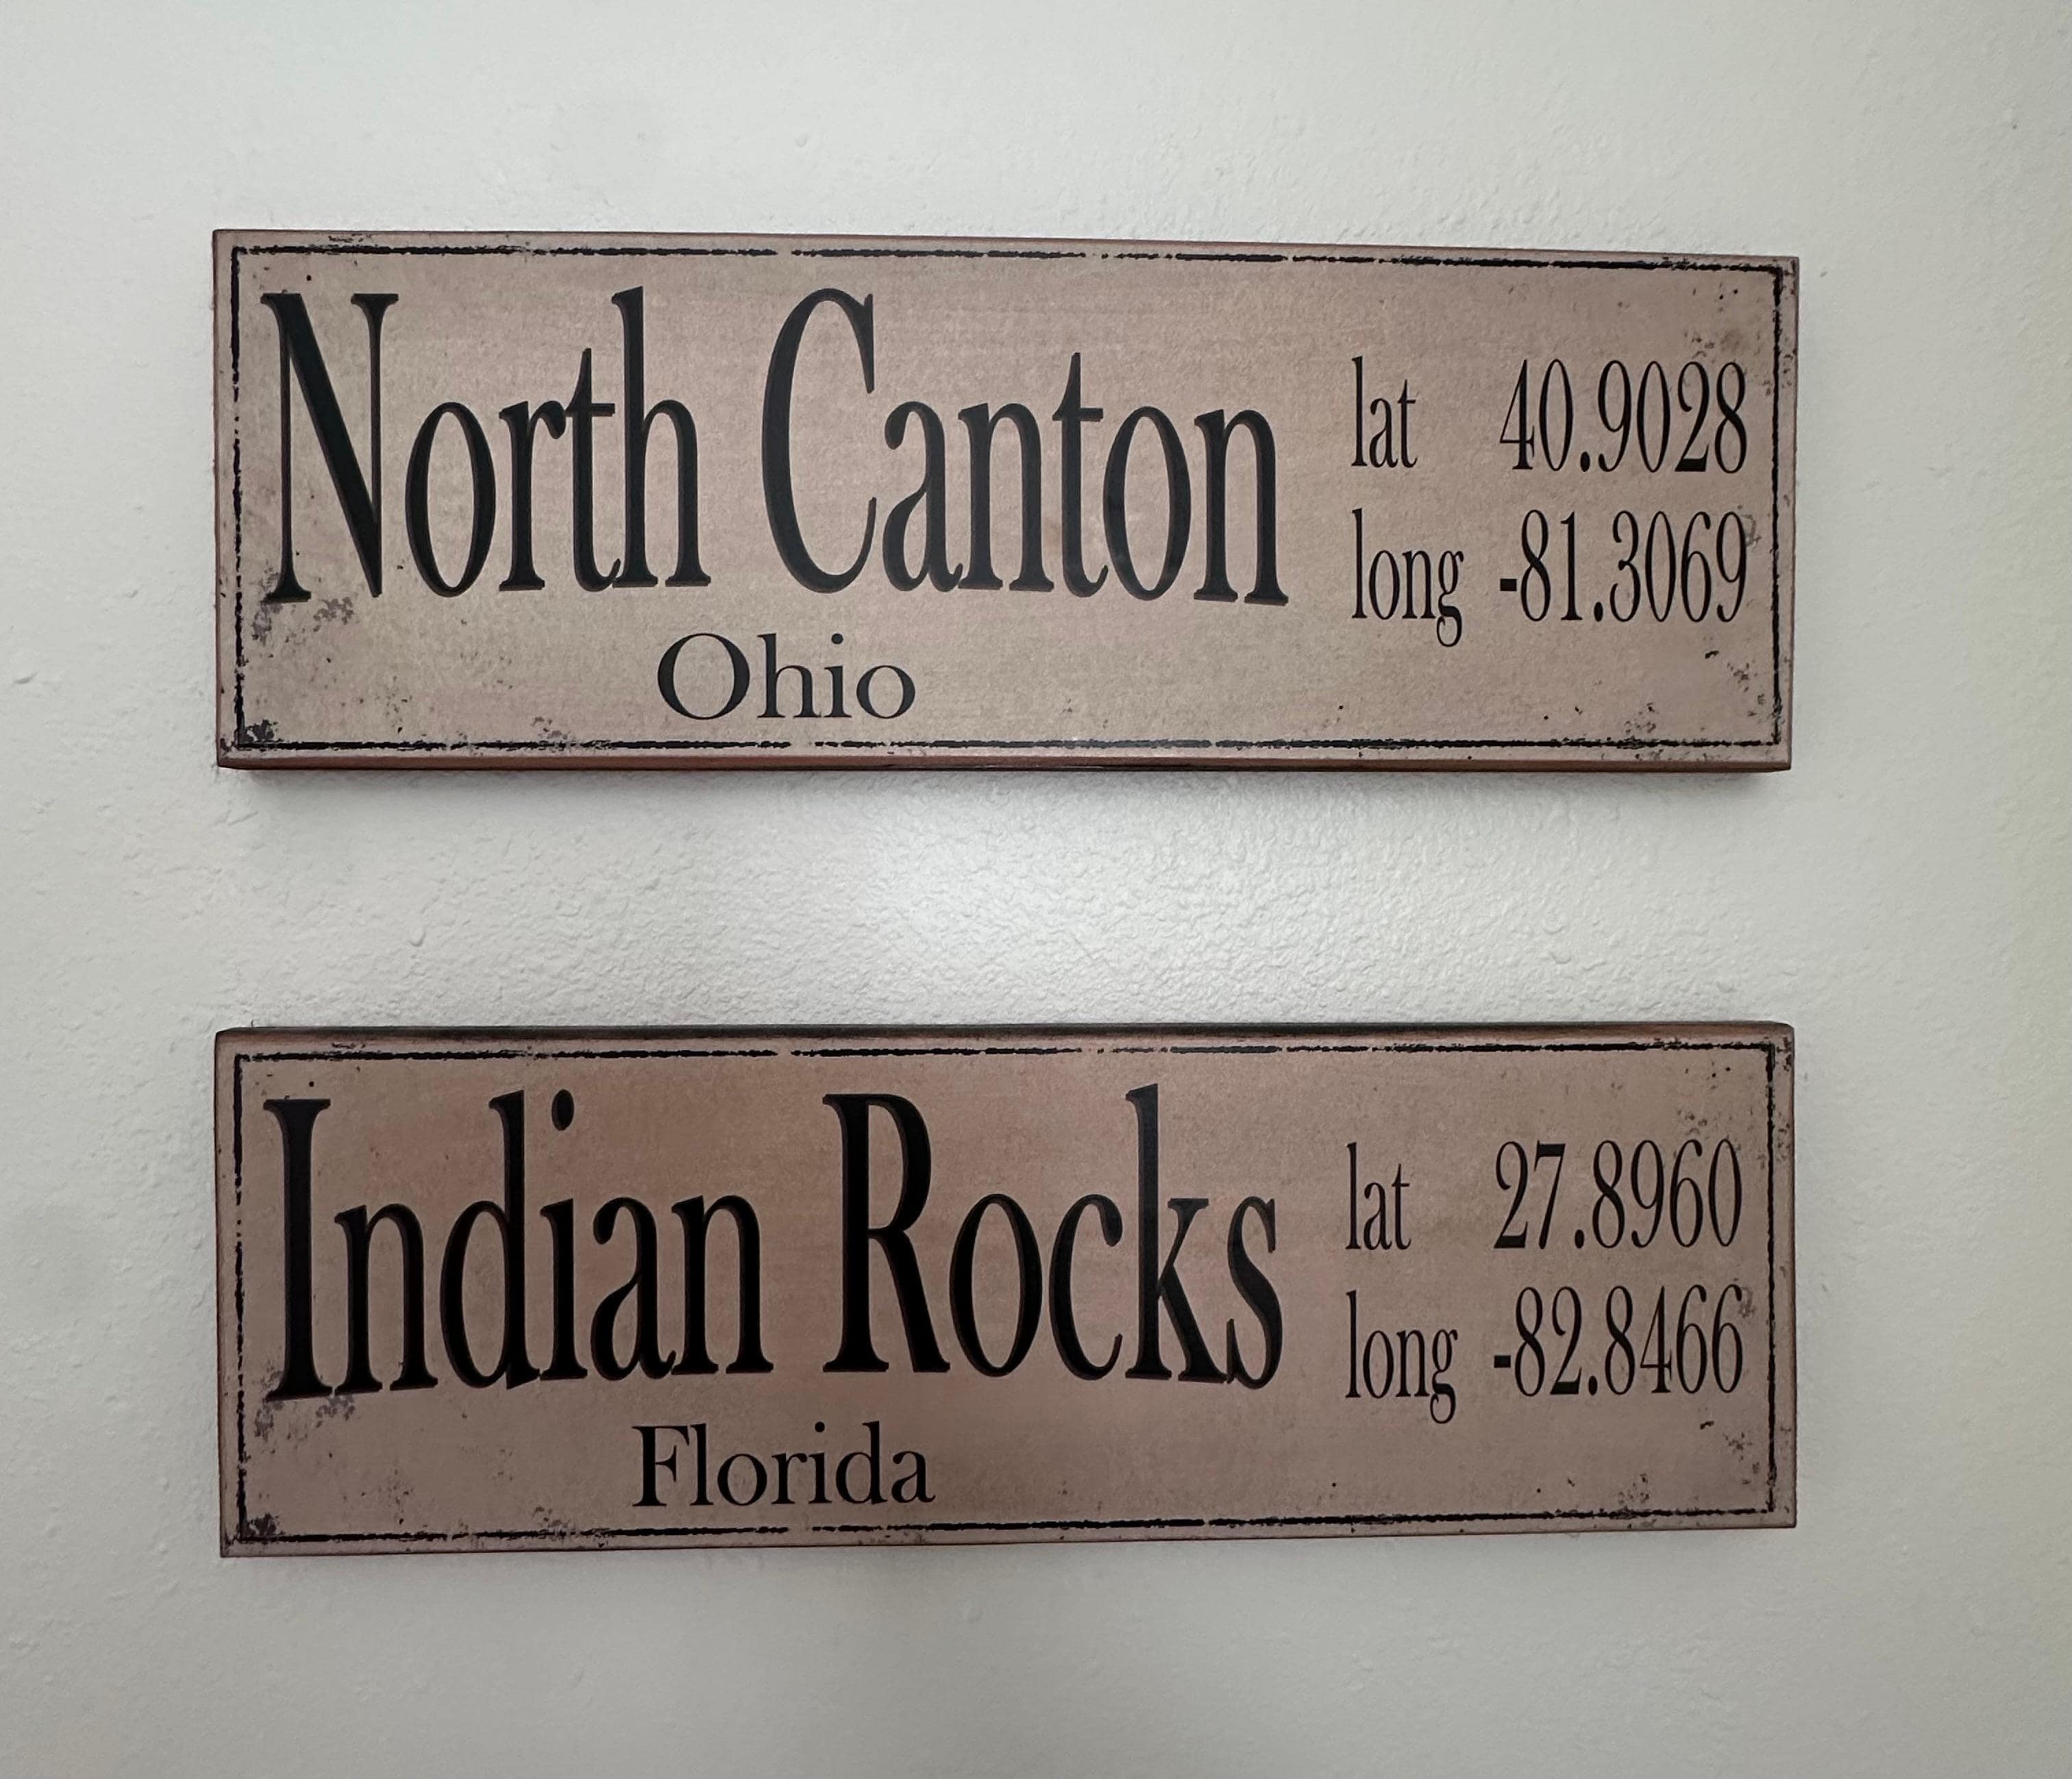 North Canton
Ohio
lat 40.9028
long -81.3069
Indian Rocks
Florida
lat 27.8960
long -82.8466